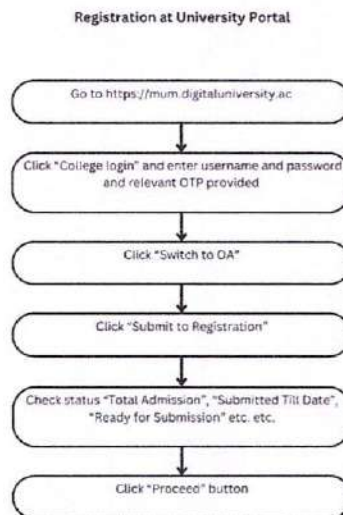 Registration at University Portal
Go to https://mum.digitaluniversity.ac
Click "College login" and enter username and password
and relevant OTP provided
Click "Switch to OA"
Click "Submit to Registration"
Check status "Total Admission", "Submitted Till Date",
"Ready for Submission" etc. etc.
Click "Proceed" button